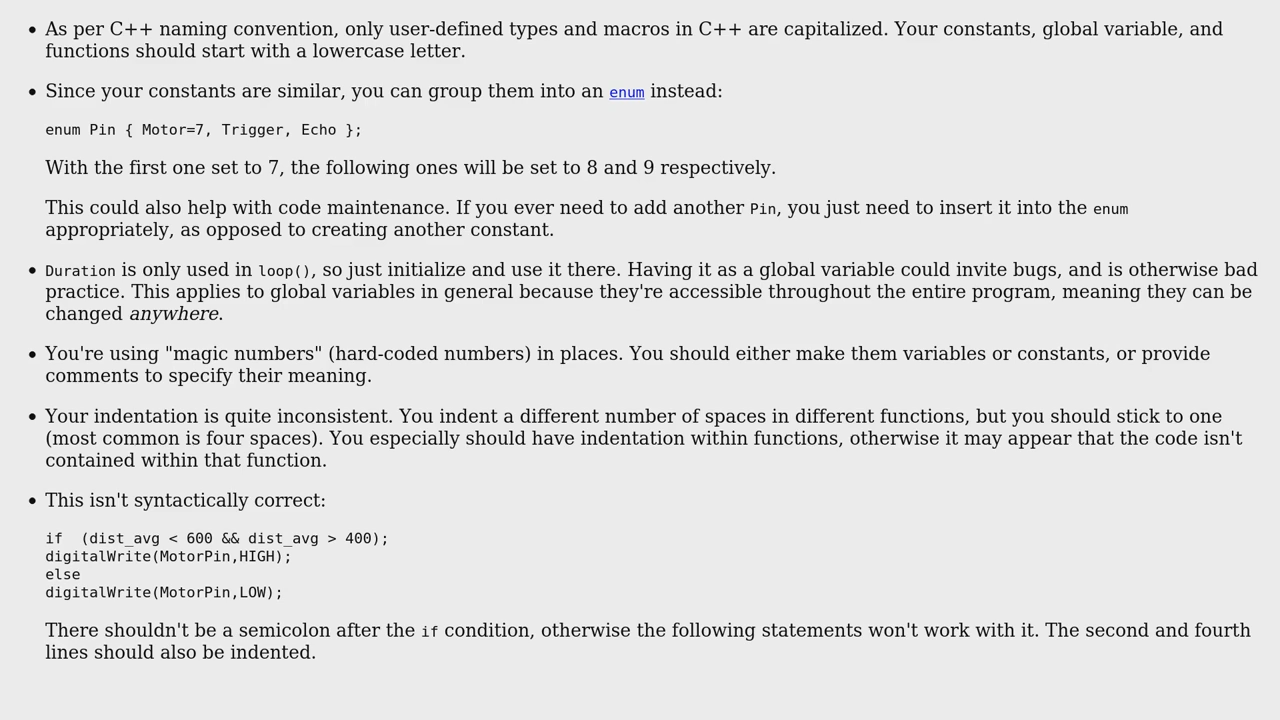 As per C++ naming convention, only user-defined types and macros in C++ are capitalized. Your constants, global variable, and
functions should start with a lowercase letter.
Since your constants are similar, you can group them into an enum instead:
enum Pin { Motor=7, Trigger, Echo };
With the first one set to 7, the following ones will be set to 8 and 9 respectively.
This could also help with code maintenance. If you ever need to add another Pin, you just need to insert it into the enum
appropriately, as opposed to creating another constant.
Duration is only used in loop(), so just initialize and use it there. Having it as a global variable could invite bugs, and is otherwise bad
practice. This applies to global variables in general because they're accessible throughout the entire program, meaning they can be
changed anywhere.
You're using "magic numbers" (hard-coded numbers) in places. You should either make them variables or constants, or provide
comments to specify their meaning.
Your indentation is quite inconsistent. You indent a different number of spaces in different functions, but you should stick to one
(most common is four spaces). You especially should have indentation within functions, otherwise it may appear that the code isn't
contained within that function.
This isn't syntactically correct:
if  (dist_avg < 600 && dist_avg > 400);
digitalWrite(MotorPin,HIGH);
else
digitalWrite(MotorPin,LOW);
There shouldn't be a semicolon after the if condition, otherwise the following statements won't work with it. The second and fourth
lines should also be indented.